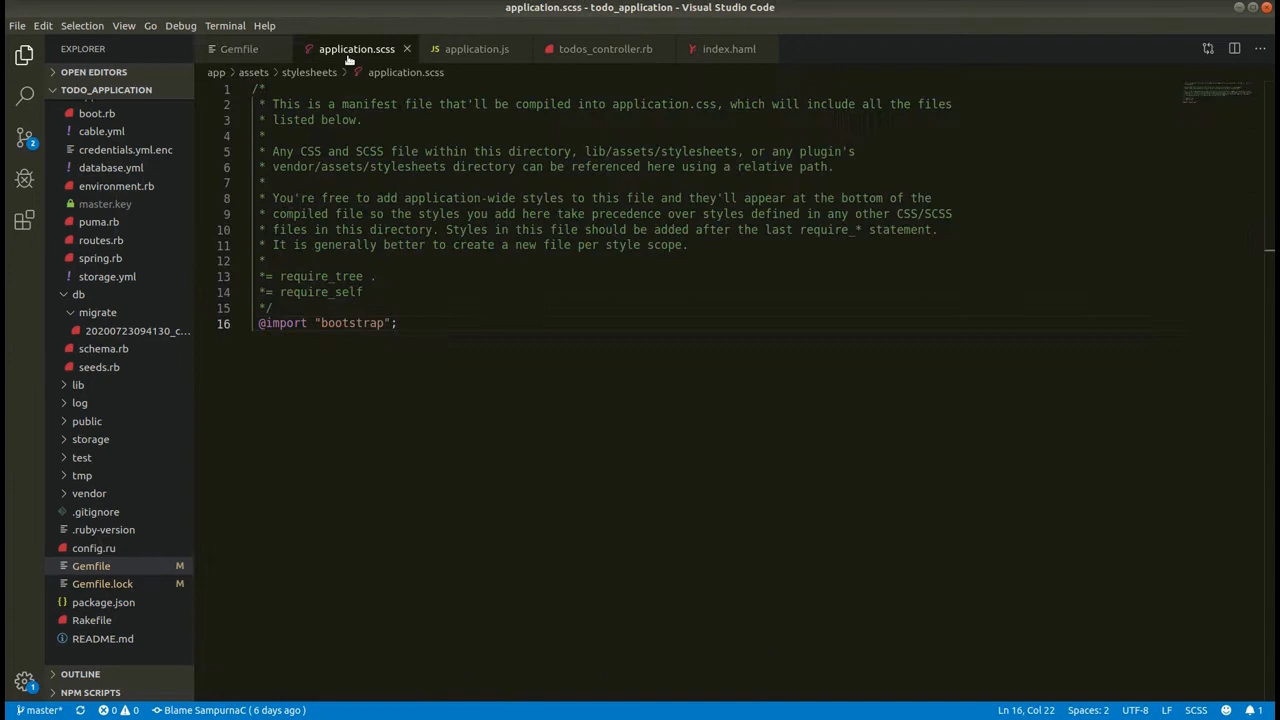 application.scss - todo_application - Visual Studio Code
File Edit Selection View Go Debug Terminal Help
EXPLORER
Gemfile
application.scss
JS application.js
todos_controller.rb
index.haml
OPEN EDITORS
app > assets > stylesheets > application.scss
TODO_APPLICATION
boot.rb
! cable.yml
credentials.yml.enc
! database.yml
environment.rb
master.key
puma.rb
routes.rb
spring.rb
! storage.yml
db
migrate
20200723094130_c...
schema.rb
seeds.rb
lib
log
public
storage
test
tmp
vendor
.gitignore
.ruby-version
config.ru
Gemfile M
Gemfile.lock M
{} package.json
Rakefile
README.md
OUTLINE
NPM SCRIPTS
2
1
1 /*
2 * This is a manifest file that'll be compiled into application.css, which will include all the files
3 * listed below.
4 *
5 * Any CSS and SCSS file within this directory, lib/assets/stylesheets, or any plugin's
6 * vendor/assets/stylesheets directory can be referenced here using a relative path.
7 *
8 * You're free to add application-wide styles to this file and they'll appear at the bottom of the
9 * compiled file so the styles you add here take precedence over styles defined in any other CSS/SCSS
10 * files in this directory. Styles in this file should be added after the last require_* statement.
11 * It is generally better to create a new file per style scope.
12 *
13 *= require_tree .
14 *= require_self
15 */
16 @import "bootstrap";
master* 0 0 Blame SampurnaC ( 6 days ago ) Ln 16, Col 22 Spaces: 2 UTF-8 LF SCSS 1